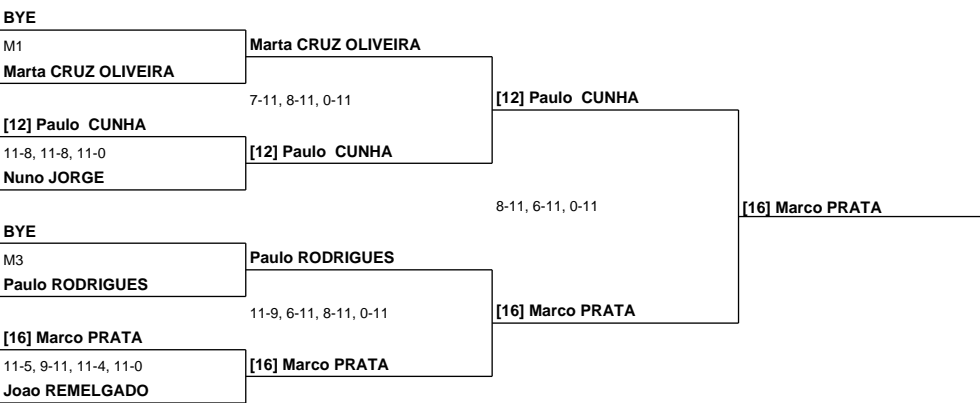 BYE
M1
Marta CRUZ OLIVEIRA
Marta CRUZ OLIVEIRA
7-11, 8-11, 0-11
[12] Paulo CUNHA
[12] Paulo CUNHA
11-8, 11-8, 11-0
[12] Paulo CUNHA
Nuno JORGE
8-11, 6-11, 0-11
[16] Marco PRATA
BYE
M3
Paulo RODRIGUES
Paulo RODRIGUES
11-9, 6-11, 8-11, 0-11
[16] Marco PRATA
[16] Marco PRATA
11-5, 9-11, 11-4, 11-0
[16] Marco PRATA
Joao REMELGADO